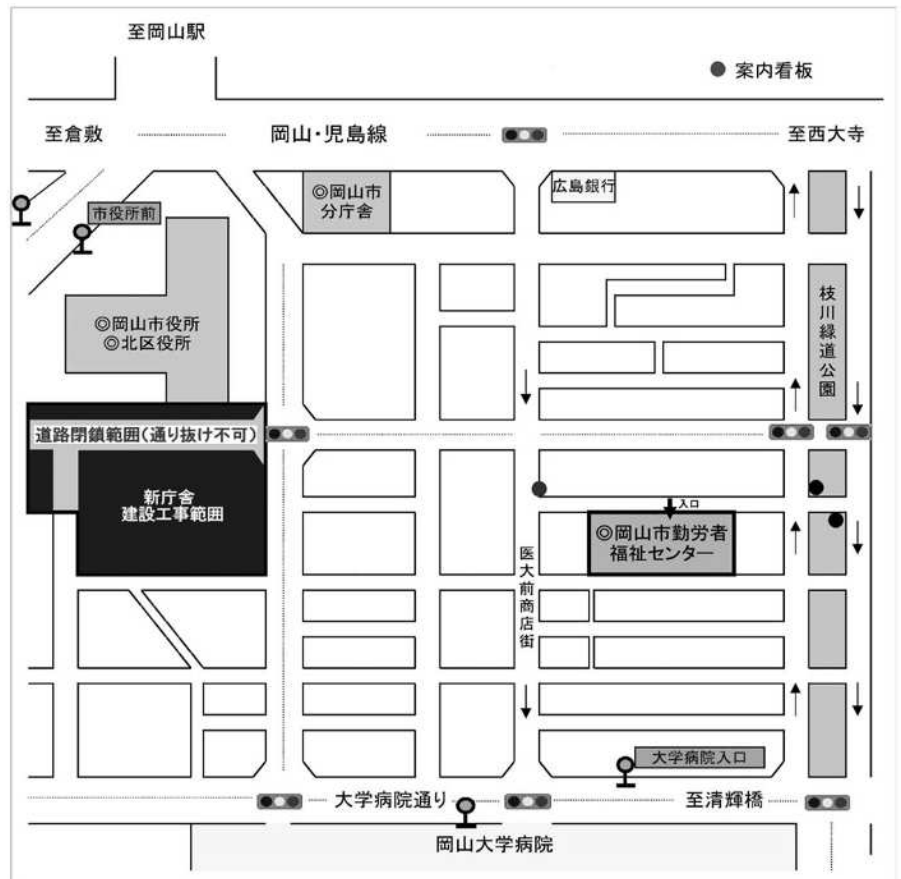 至岡山駅
案内看板
至倉敷
岡山・児島線
至西大寺
◎岡山市
分庁舎
広島銀行
市役所前
◎岡山市役所
◎北区役所
枝川緑道公園
道路閉鎖範囲(通り抜け不可)
新庁舎
建設工事範囲
入口
◎岡山市勤労者
福祉センター
医大前商店街
大学病院入口
大学病院通り
至清輝橋
岡山大学病院